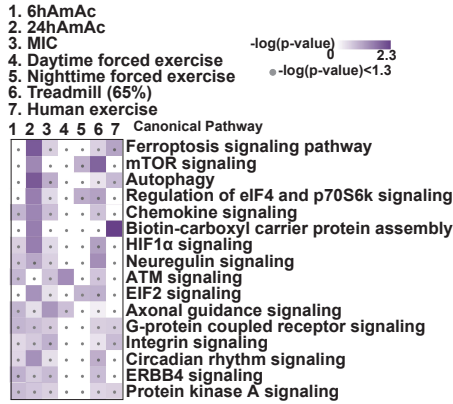 1. 6hAmAc
2. 24hAmAc
3. MIC
4. Daytime forced exercise
5. Nighttime forced exercise
6. Treadmill (65%)
7. Human exercise
-log(p-value)
0 2.3
-log(p-value)<1.3
1 2 3 4 5 6 7 Canonical Pathway
Ferroptosis signaling pathway
mTOR signaling
Autophagy
Regulation of eIF4 and p70S6k signaling
Chemokine signaling
Biotin-carboxyl carrier protein assembly
HIF1α signaling
Neuregulin signaling
ATM signaling
EIF2 signaling
Axonal guidance signaling
G-protein coupled receptor signaling
Integrin signaling
Circadian rhythm signaling
ERBB4 signaling
Protein kinase A signaling